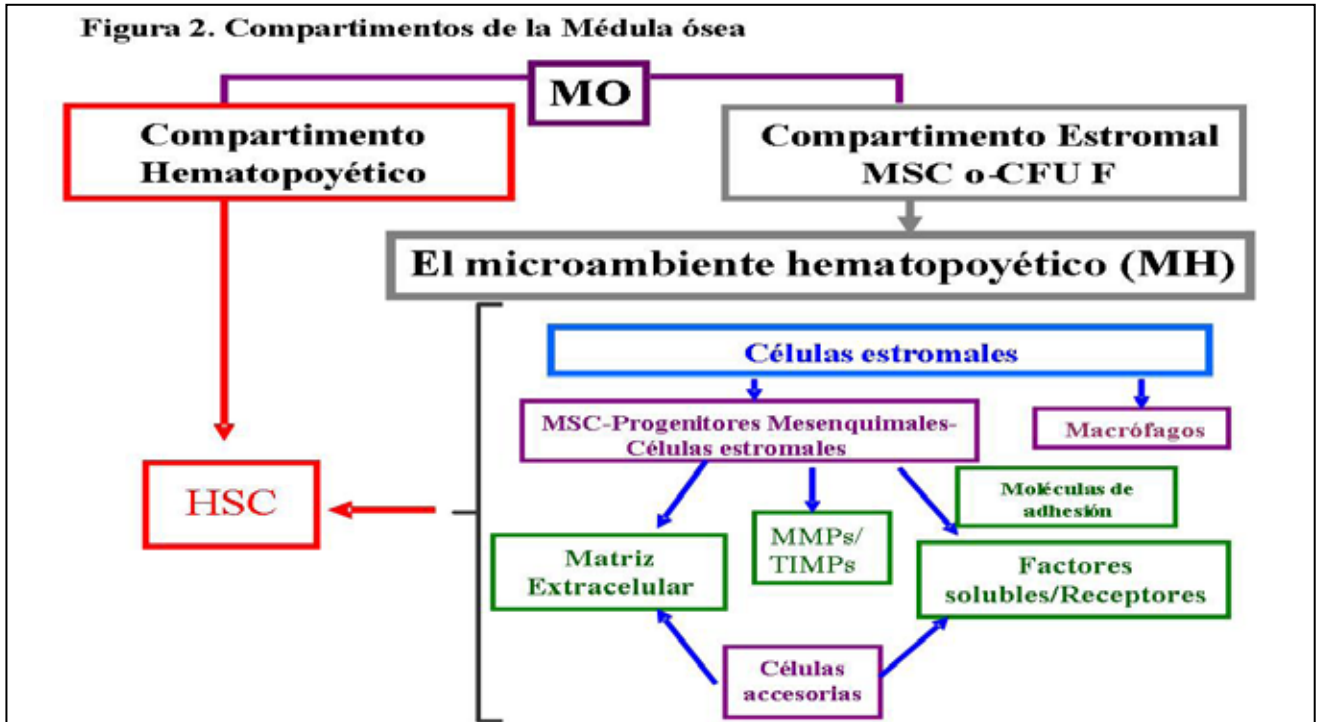 Figura 2. Compartimentos de la Médula ósea
MO
Compartimento
Hematopoyético
Compartimento Estromal
MSC o-CFU F
El microambiente hematopoyético (MH)
Células estromales
MSC-Progenitores Mesenquimales-
Células estromales
Macrófagos
HSC
Moléculas de
adhesión
MMPs/
TIMPs
Matriz
Extracelular
Factores
solubles/Receptores
Células
accesorias